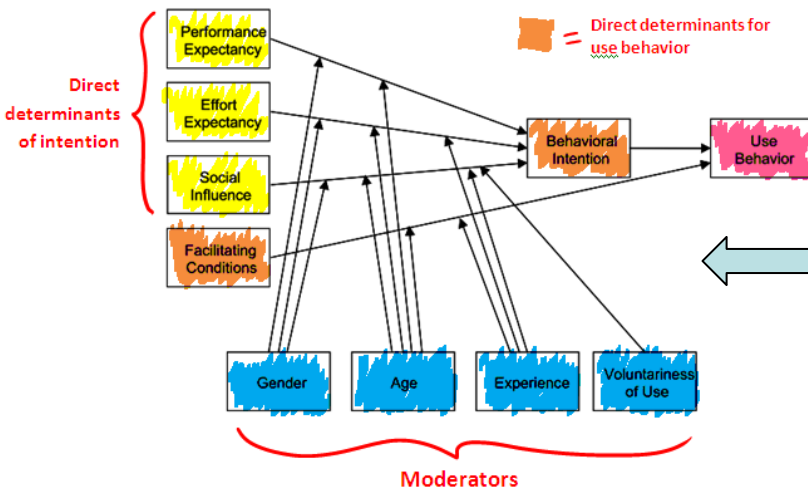 Performance
Expectancy
Direct determinants for
use behavior
Direct
determinants
of intention
Effort
Expectancy
Behavioral
Intention
Use
Behavior
Social
Influence
Facilitating
Conditions
Gender
Age
Experience
Voluntariness
of Use
Moderators